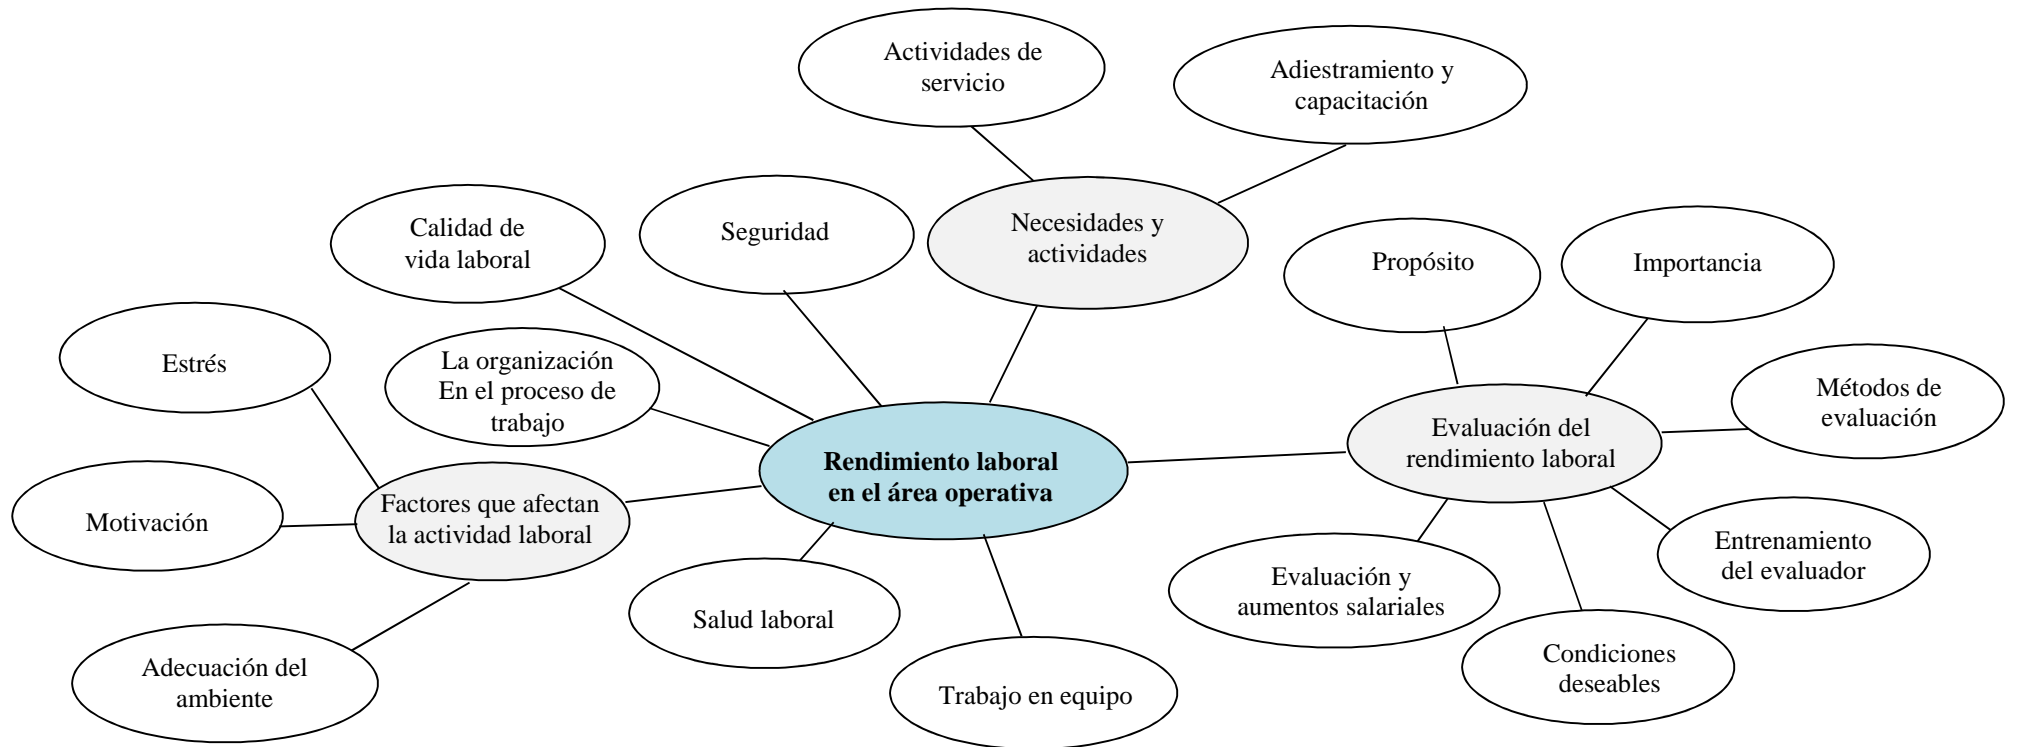 Actividades de
servicio
Adiestramiento y
capacitación
Calidad de
vida laboral
Seguridad
Necesidades y
actividades
Propósito
Importancia
Estrés
La organización
En el proceso de
trabajo
Métodos de
evaluación
Evaluación del
rendimiento laboral
Rendimiento laboral
en el área operativa
Factores que afectan
la actividad laboral
Motivación
Entrenamiento
del evaluador
Evaluación y
aumentos salariales
Salud laboral
Condiciones
deseables
Adecuación del
ambiente
Trabajo en equipo